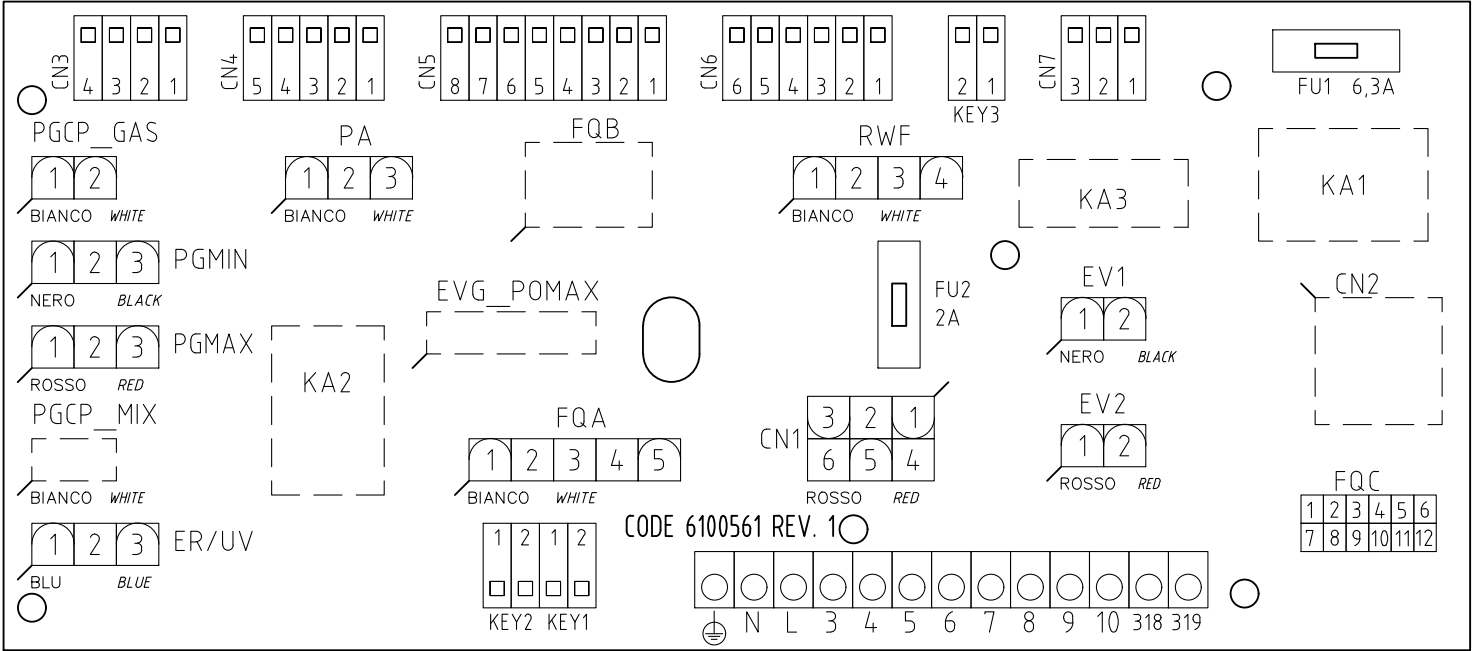 CN3 4 3 2 1
CN4 5 4 3 2 1
CN5 8 7 6 5 4 3 2 1
CN6 6 5 4 3 2 1
2 1
KEY3
CN7 3 2 1
FU1 6,3A
PGCP_GAS
1 2
BIANCO WHITE
PA
1 2 3
BIANCO WHITE
FQB
RWF
1 2 3 4
BIANCO WHITE
KA3
KA1
1 2 3 PGMIN
NERO BLACK
EVG_POMAX
FU2
2A
EV1
1 2
NERO BLACK
CN2
1 2 3 PGMAX
ROSSO RED
KA2
PGCP_MIX
BIANCO WHITE
FQA
1 2 3 4 5
BIANCO WHITE
CN1
3 2 1
6 5 4
ROSSO RED
EV2
1 2
ROSSO RED
FQC
1 2 3 4 5 6
7 8 9 10 11 12
1 2 3 ER/UV
BLU BLUE
1 2 1 2
KEY2 KEY1
CODE 6100561 REV. 1
N L 3 4 5 6 7 8 9 10 318 319